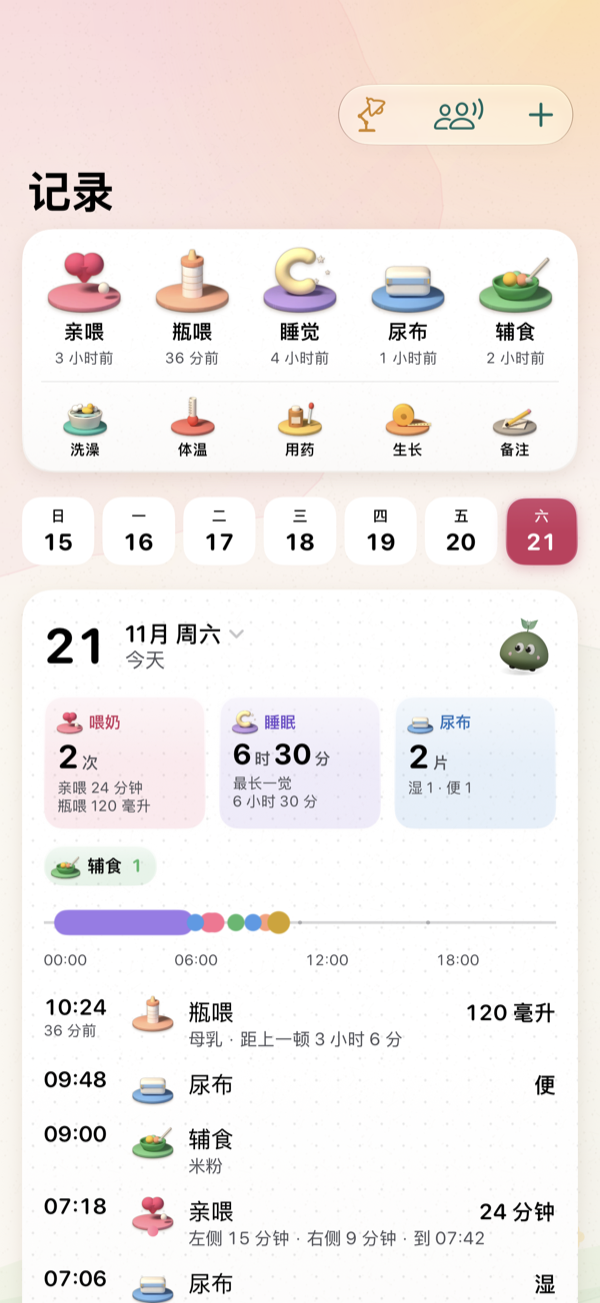 记录
亲喂 瓶喂 睡觉 尿布 辅食
3 小时前 36 分前 4 小时前 1 小时前 2 小时前
洗澡 体温 用药 生长 备注
日 一 二 三 四 五 六
15 16 17 18 19 20 21
21 11月 周六
今天
喂奶
2 次
亲喂 24 分钟
瓶喂 120 毫升
睡眠
6 时 30 分
最长一觉
6 小时 30 分
尿布
2 片
湿 1 · 便 1
辅食 1
00:00 06:00 12:00 18:00
10:24 瓶喂 120 毫升
36 分前 母乳 · 距上一顿 3 小时 6 分
09:48 尿布 便
09:00 辅食
米粉
07:18 亲喂 24 分钟
左侧 15 分钟 · 右侧 9 分钟 · 到 07:42
07:06 尿布 湿